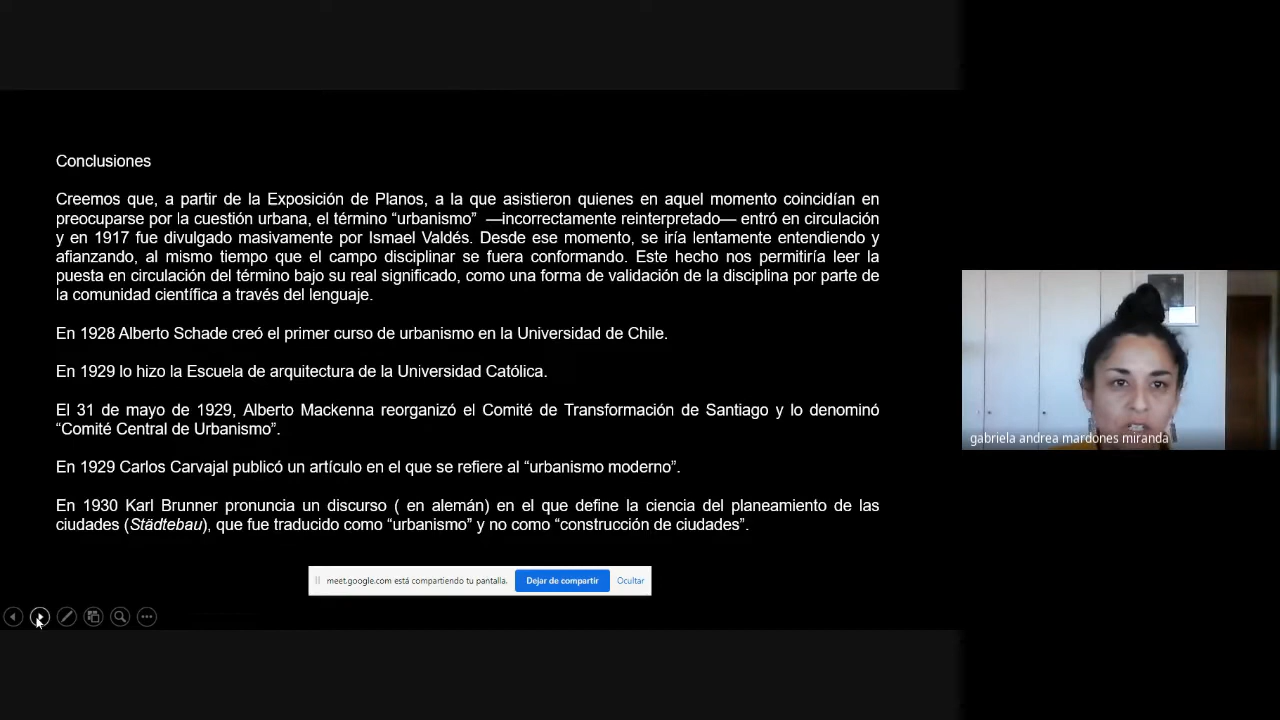 Conclusiones
Creemos que, a partir de la Exposición de Planos, a la que asistieron quienes en aquel momento coincidían en
preocuparse por la cuestión urbana, el término “urbanismo” —incorrectamente reinterpretado— entró en circulación
y en 1917 fue divulgado masivamente por Ismael Valdés. Desde ese momento, se iría lentamente entendiendo y
afianzando, al mismo tiempo que el campo disciplinar se fuera conformando. Este hecho nos permitiría leer la
puesta en circulación del término bajo su real significado, como una forma de validación de la disciplina por parte de
la comunidad científica a través del lenguaje.
En 1928 Alberto Schade creó el primer curso de urbanismo en la Universidad de Chile.
En 1929 lo hizo la Escuela de arquitectura de la Universidad Católica.
El 31 de mayo de 1929, Alberto Mackenna reorganizó el Comité de Transformación de Santiago y lo denominó
“Comité Central de Urbanismo”.
En 1929 Carlos Carvajal publicó un artículo en el que se refiere al “urbanismo moderno”.
En 1930 Karl Brunner pronuncia un discurso ( en alemán) en el que define la ciencia del planeamiento de las
ciudades (Städtebau), que fue traducido como “urbanismo” y no como “construcción de ciudades”.
meet.google.com está compartiendo tu pantalla. Dejar de compartir Ocultar
gabriela andrea mardones miranda